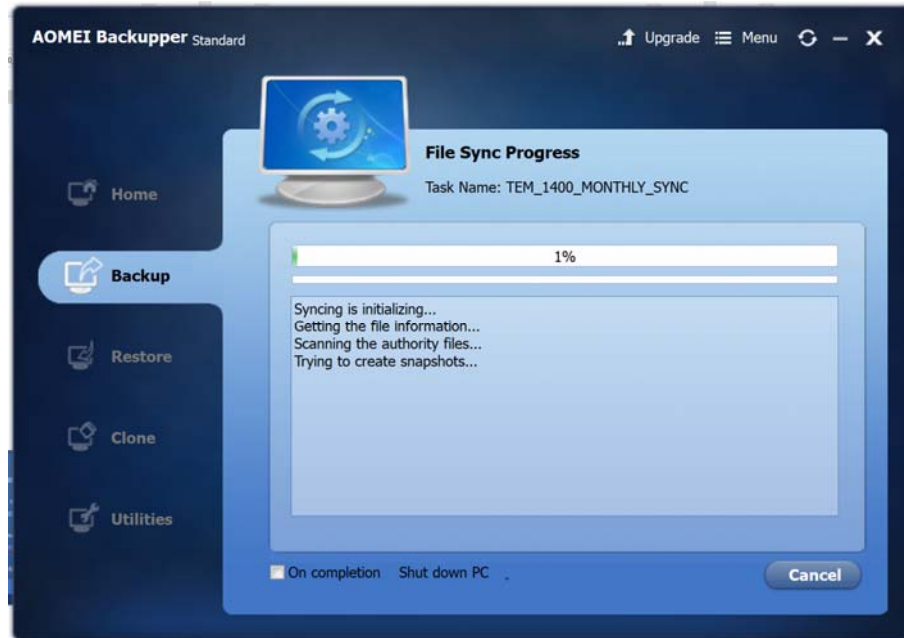 AOMEI Backupper Standard
Upgrade Menu
File Sync Progress
Task Name: TEM_1400_MONTHLY_SYNC
Home
1%
Backup
Syncing is initializing...
Getting the file information...
Scanning the authority files...
Trying to create snapshots...
Restore
Clone
Utilities
On completion Shut down PC
Cancel